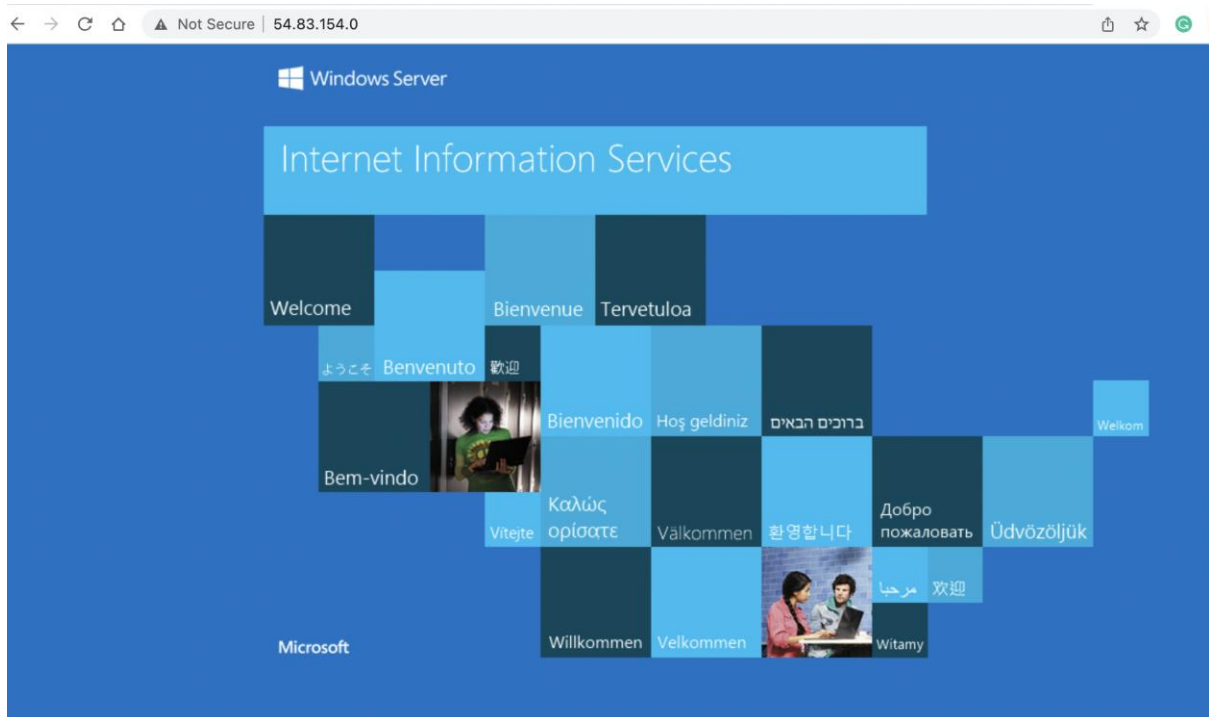 Not Secure 54.83.154.0
Windows Server
Internet Information Services
Welcome
Bienvenue
Tervetuloa
ようこそ
Benvenuto
歡迎
Bienvenido
Hoş geldiniz
ברוכים הבאים
Welkom
Bem-vindo
Vítejte
Καλώς
ορίσατε
Välkommen
환영합니다
Добро
пожаловать
Üdvözöljük
مرحبا
欢迎
Microsoft
Willkommen
Velkommen
Witamy